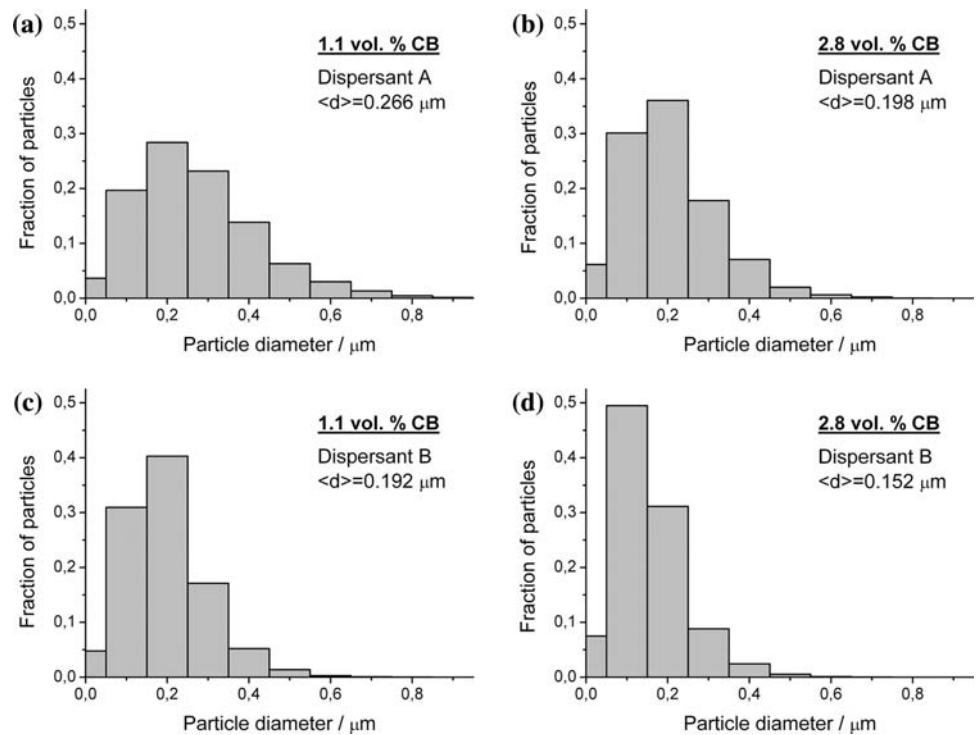 (a)
0,5
0,4
0,3
0,2
0,1
0,0
Fraction of particles
1.1 vol. % CB
Dispersant A
<d>=0.266 μm
0,0 0,2 0,4 0,6 0,8
Particle diameter / μm
(b)
0,5
0,4
0,3
0,2
0,1
0,0
Fraction of particles
2.8 vol. % CB
Dispersant A
<d>=0.198 μm
0,0 0,2 0,4 0,6 0,8
Particle diameter / μm
(c)
0,5
0,4
0,3
0,2
0,1
0,0
Fraction of particles
1.1 vol. % CB
Dispersant B
<d>=0.192 μm
0,0 0,2 0,4 0,6 0,8
Particle diameter / μm
(d)
0,5
0,4
0,3
0,2
0,1
0,0
Fraction of particles
2.8 vol. % CB
Dispersant B
<d>=0.152 μm
0,0 0,2 0,4 0,6 0,8
Particle diameter / μm